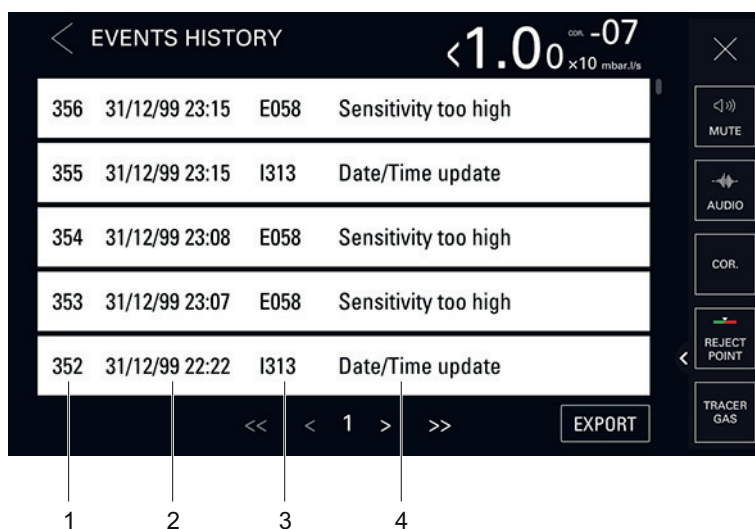 EVENTS HISTORY
<1.00 COR. -07 x10 mbar.l/s
356 31/12/99 23:15 E058 Sensitivity too high
355 31/12/99 23:15 I313 Date/Time update
354 31/12/99 23:08 E058 Sensitivity too high
353 31/12/99 23:07 E058 Sensitivity too high
352 31/12/99 22:22 I313 Date/Time update
<< < 1 > >> EXPORT
MUTE
AUDIO
COR.
REJECT
POINT
TRACER
GAS
1 2 3 4